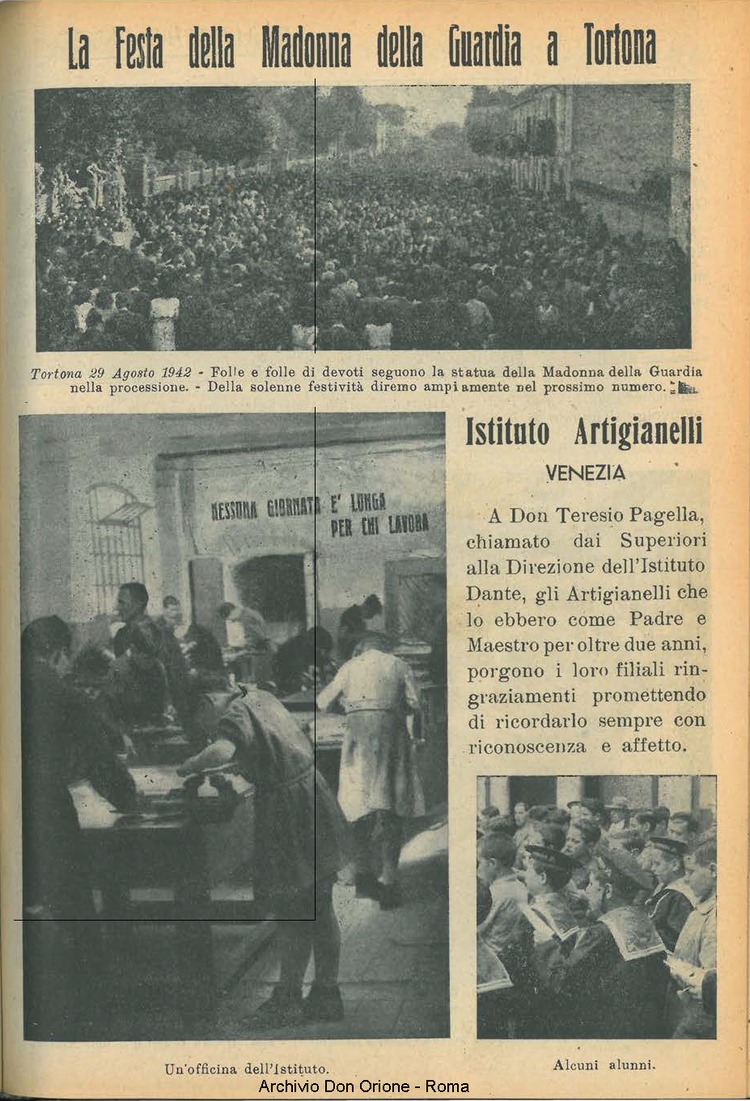 La Festa della Madonna della Guardia a Tortona
Tortona 29 Agosto 1942 - Folle e folle di devoti seguono la statua della Madonna della Guardia
nella processione. - Della solenne festività diremo ampiamente nel prossimo numero.
NESSUNA GIORNATA E' LUNGA
PER CHI LAVORA
Istituto Artigianelli
VENEZIA
A Don Teresio Pagella,
chiamato dai Superiori
alla Direzione dell'Istituto
Dante, gli Artigianelli che
lo ebbero come Padre e
Maestro per oltre due anni,
porgono i loro filiali rin-
graziamenti promettendo
di ricordarlo sempre con
riconoscenza e affetto.
Un'officina dell'Istituto.
Alcuni alunni.
Archivio Don Orione - Roma